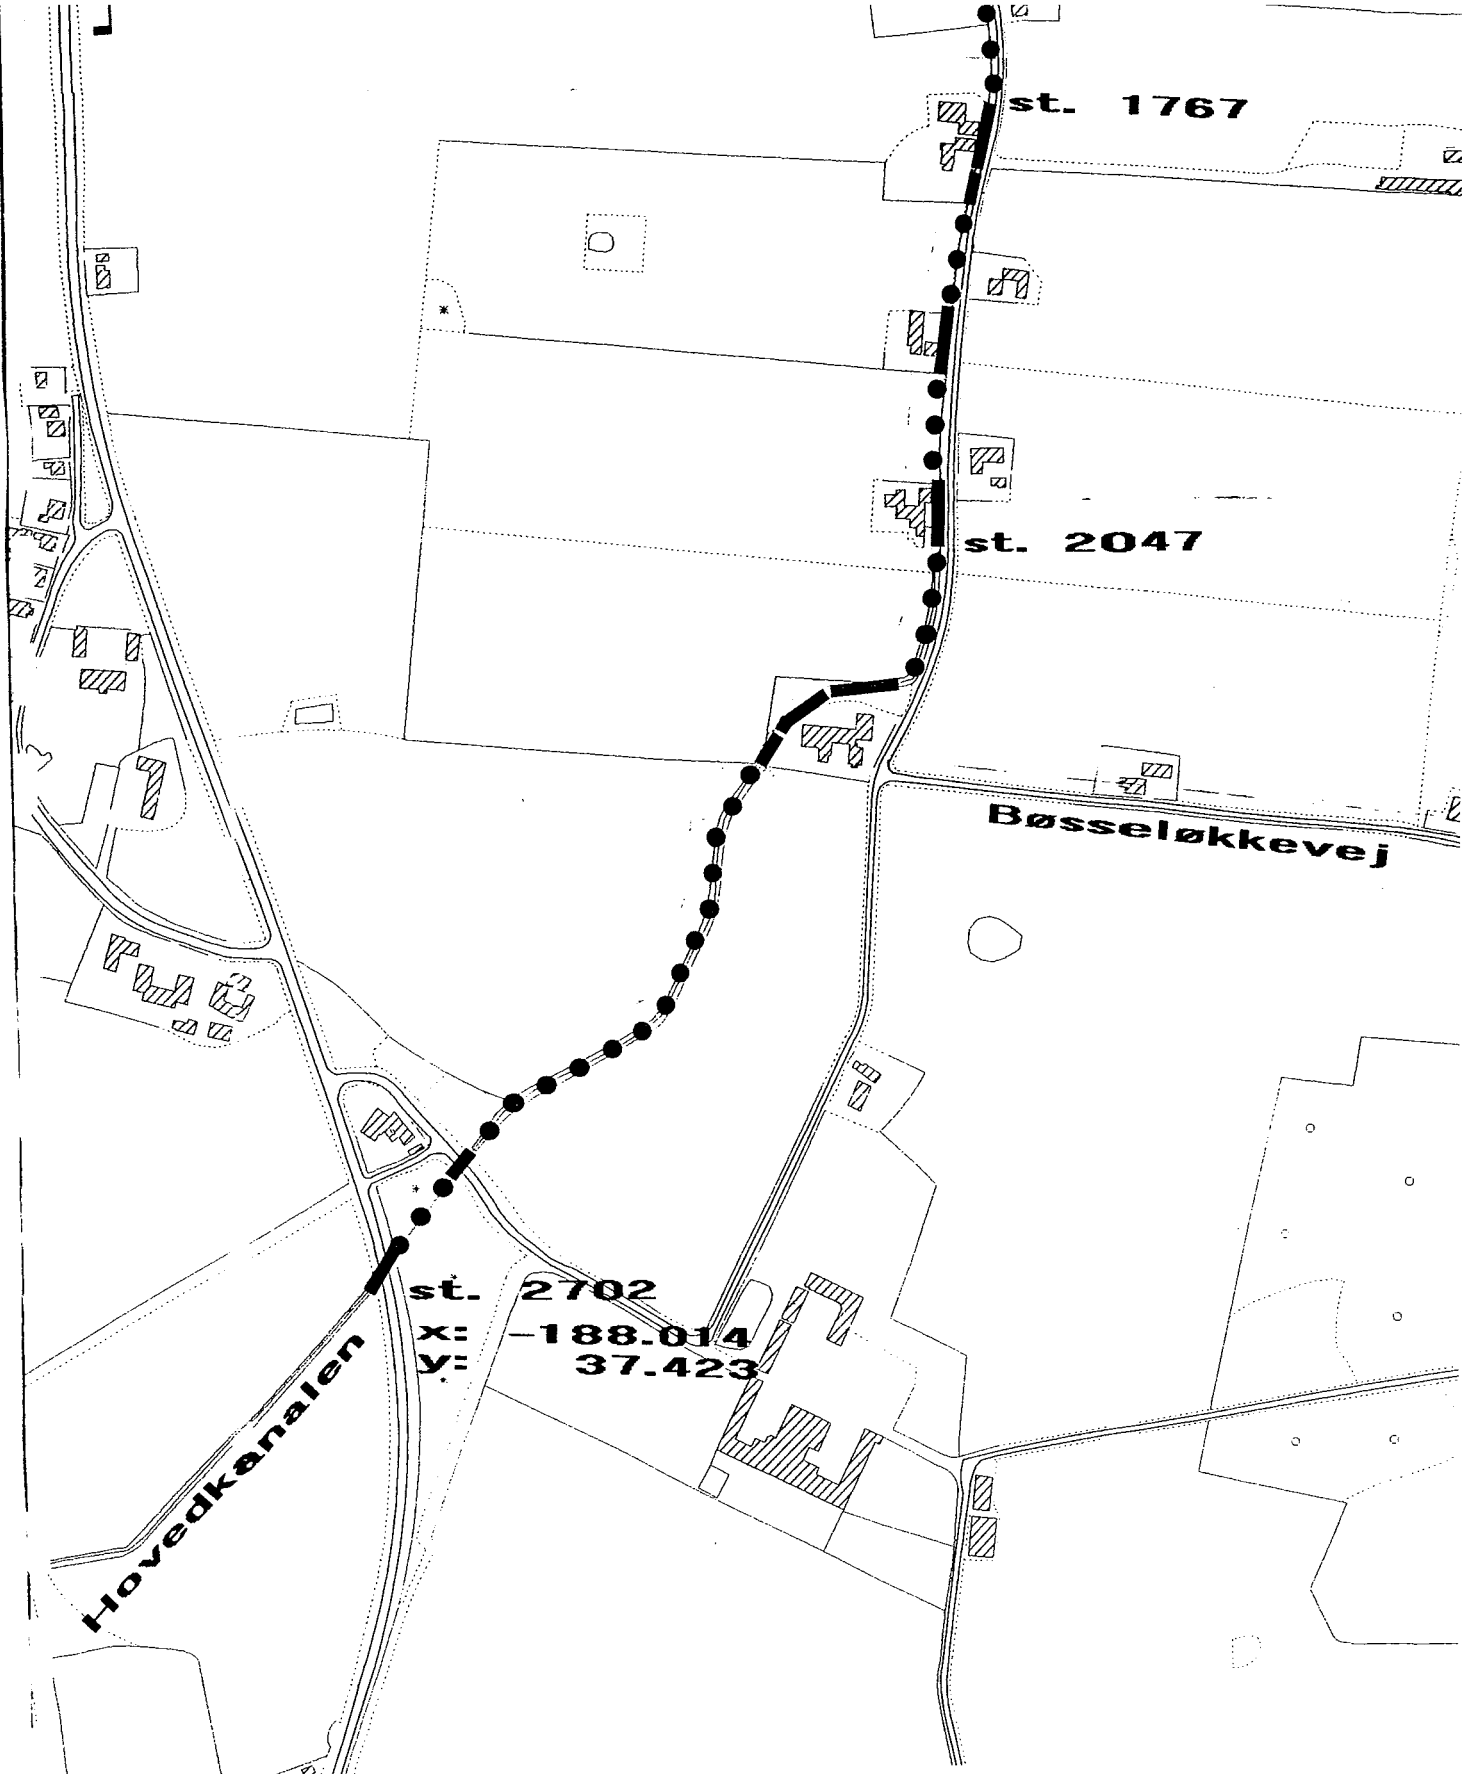 st. 1767
st. 2047
Bøsseløkkevej
st. 2702
x: -188.014
y: 37.423
Hovedkanalen